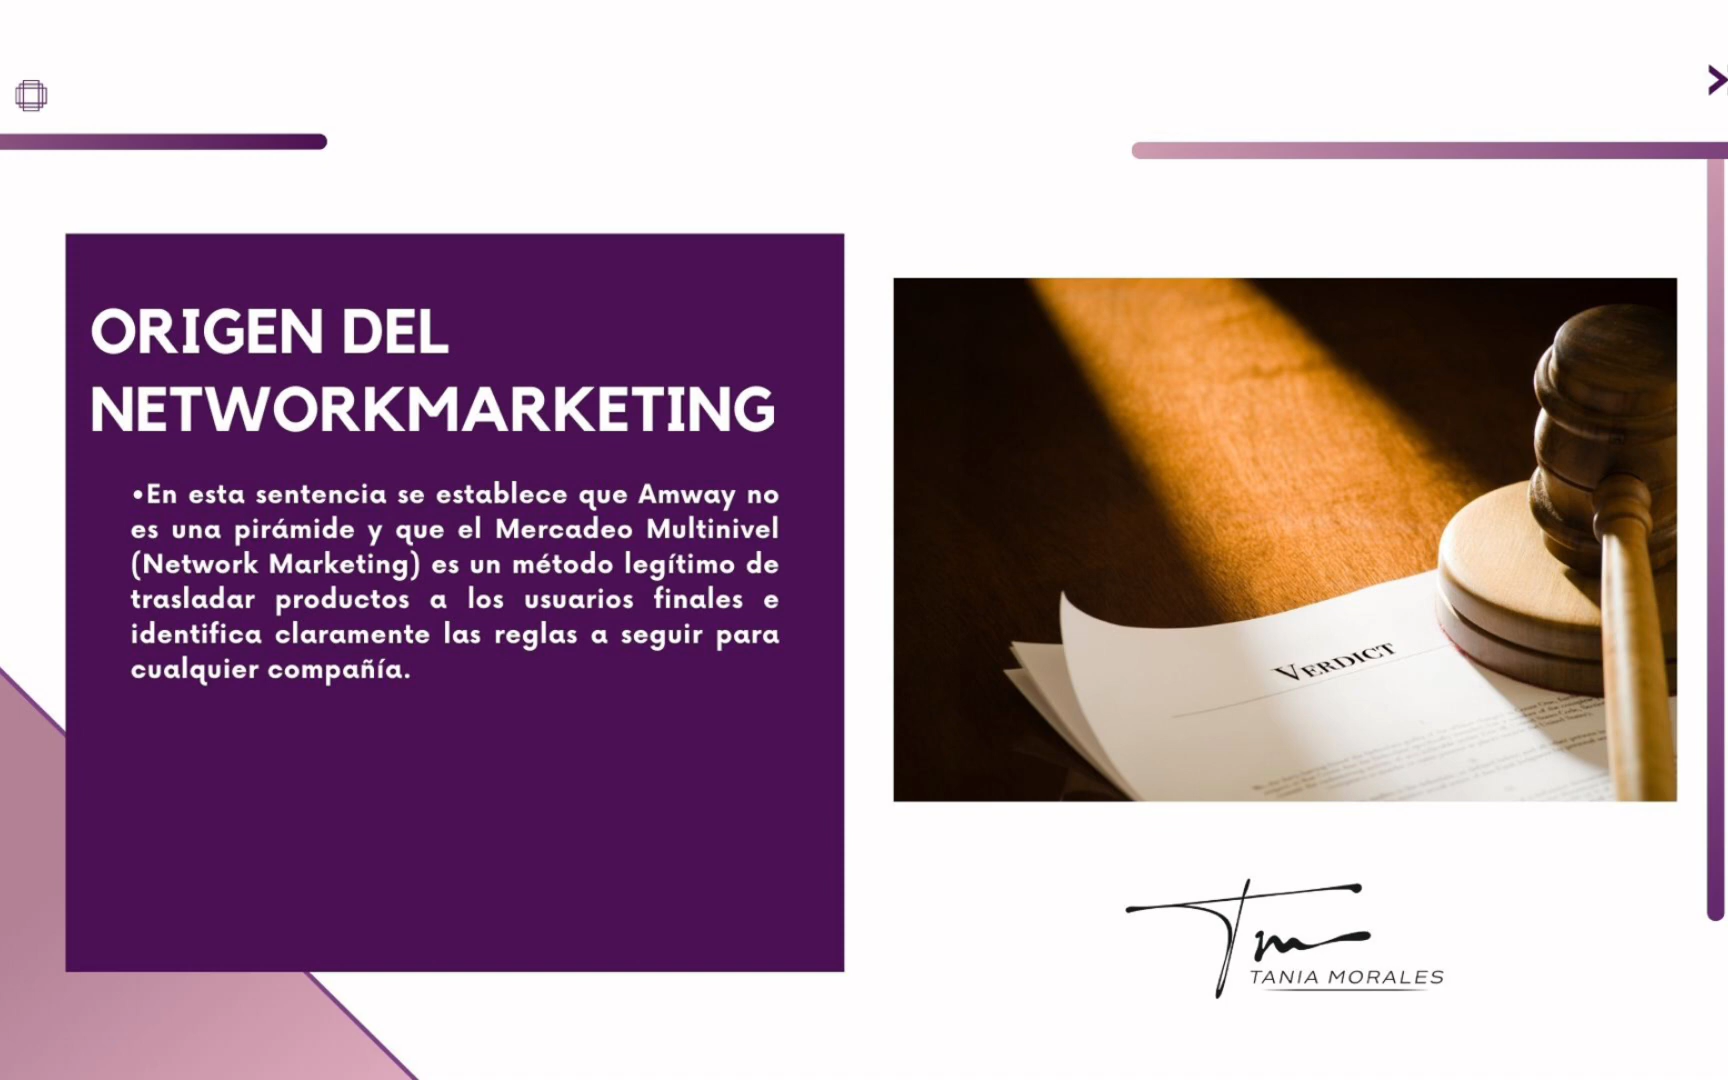 ORIGEN DEL
NETWORKMARKETING
•En esta sentencia se establece que Amway no
es una pirámide y que el Mercadeo Multinivel
(Network Marketing) es un método legítimo de
trasladar productos a los usuarios finales e
identifica claramente las reglas a seguir para
cualquier compañía.
VERDICT
Tm
TANIA MORALES